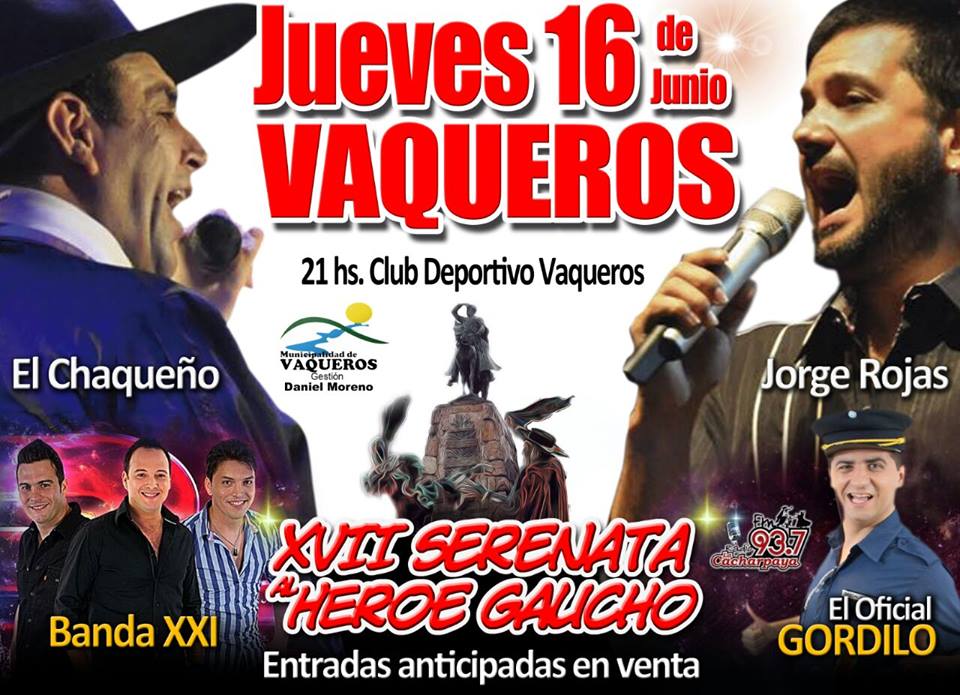 Jueves 16 de Junio
VAQUEROS
21 hs. Club Deportivo Vaqueros
El Chaqueño
Municipalidad de
VAQUEROS
Gestión
Daniel Moreno
Jorge Rojas
XVII SERENATA
AL HEROE GAUCHO
Banda XXI
93.7
Cacharpaya
El Oficial
GORDILO
Entradas anticipadas en venta